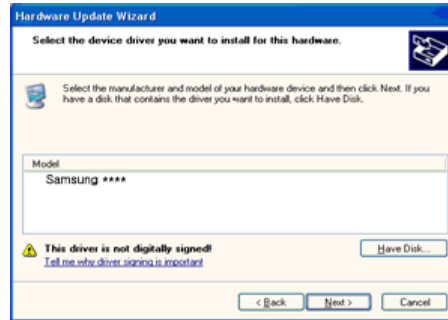 Hardware Update Wizard
Select the device driver you want to install for this hardware.
Select the manufacturer and model of your hardware device and then click Next. If you
have a disk that contains the driver you want to install, click Have Disk.
Model
Samsung ****
This driver is not digitally signed!
Have Disk...
Tell me why driver signing is important
< Back
Next >
Cancel